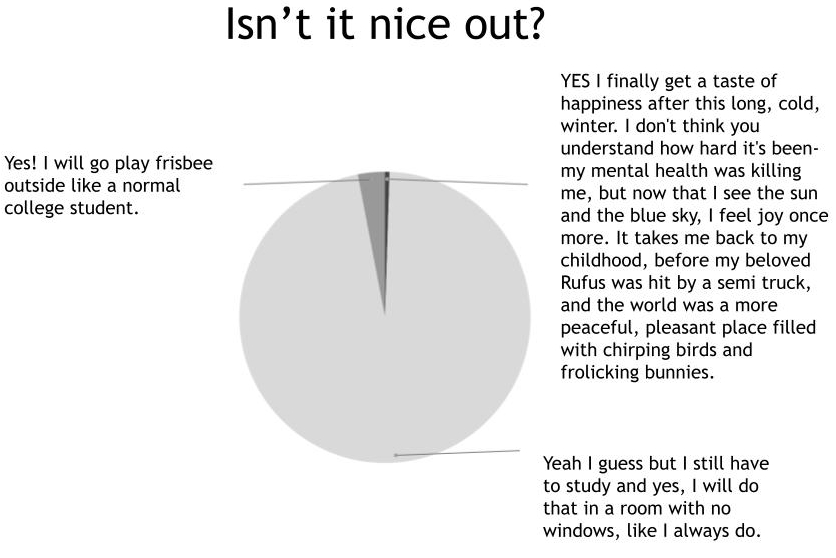 Isn’t it nice out?
Yes! I will go play frisbee
outside like a normal
college student.
YES I finally get a taste of
happiness after this long, cold,
winter. I don't think you
understand how hard it's been-
my mental health was killing
me, but now that I see the sun
and the blue sky, I feel joy once
more. It takes me back to my
childhood, before my beloved
Rufus was hit by a semi truck,
and the world was a more
peaceful, pleasant place filled
with chirping birds and
frolicking bunnies.
Yeah I guess but I still have
to study and yes, I will do
that in a room with no
windows, like I always do.